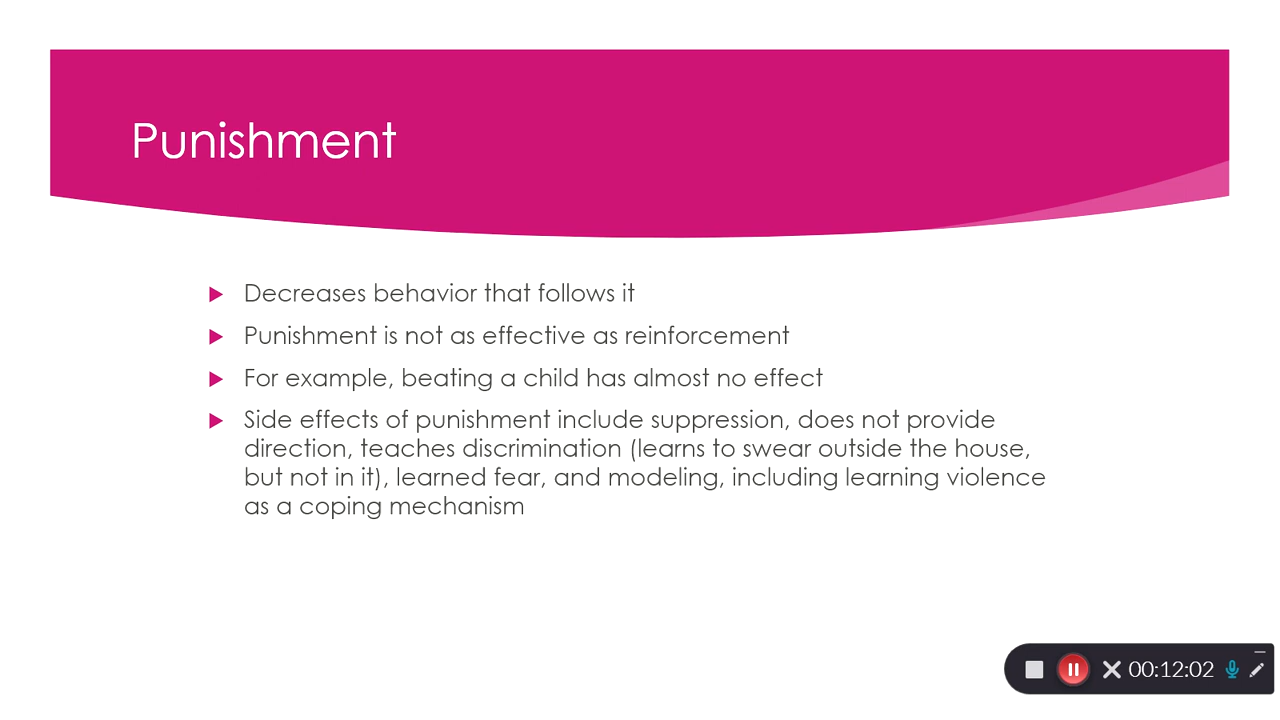 Punishment
Decreases behavior that follows it
Punishment is not as effective as reinforcement
For example, beating a child has almost no effect
Side effects of punishment include suppression, does not provide
direction, teaches discrimination (learns to swear outside the house,
but not in it), learned fear, and modeling, including learning violence
as a coping mechanism
00:12:02